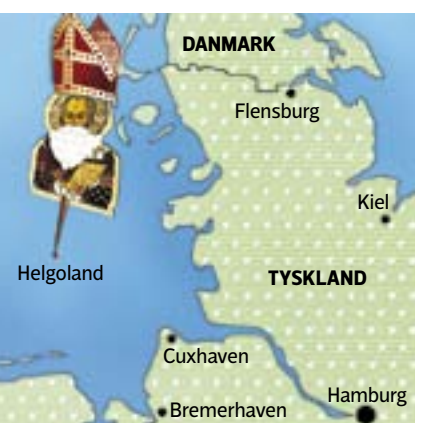 DANMARK
Flensburg
Kiel
Helgoland
TYSKLAND
Cuxhaven
Hamburg
Bremerhaven